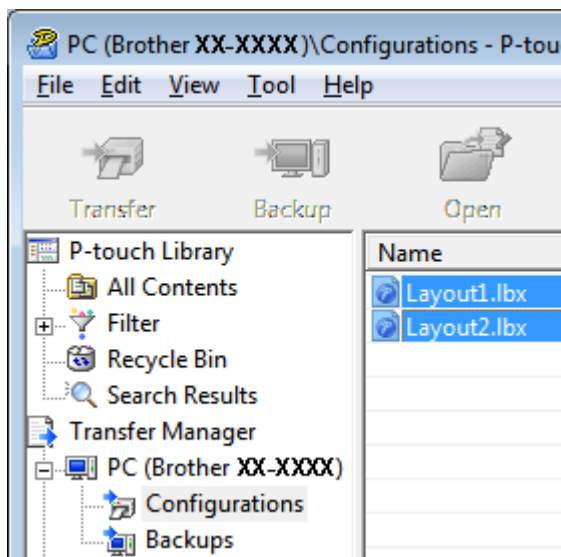 PC (Brother XX-XXXX)\Configurations - P-tou
File Edit View Tool Help
Transfer Backup Open
P-touch Library
All Contents
Filter
Recycle Bin
Search Results
Transfer Manager
PC (Brother XX-XXXX)
Configurations
Backups
Name
Layout1.lbx
Layout2.lbx